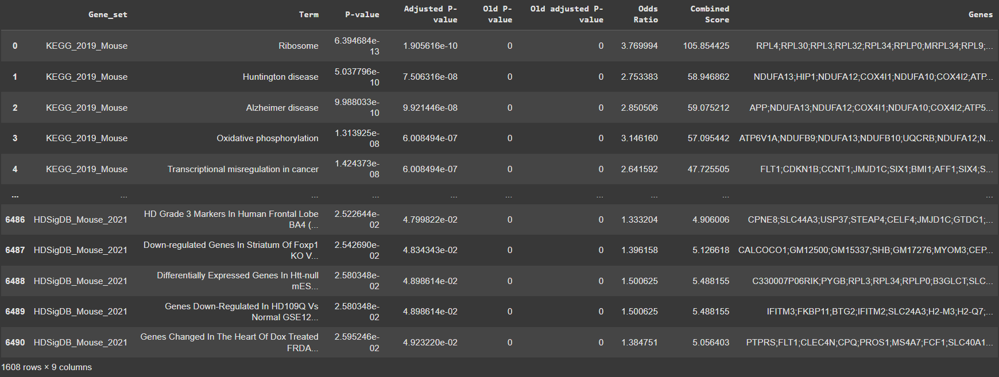 Gene_set Term P-value Adjusted P-value Old P-value Old adjusted P-value Odds Ratio Combined Score Genes
0 KEGG_2019_Mouse Ribosome 6.394684e-13 1.905616e-10 0 0 3.769994 105.854425 RPL4;RPL30;RPL3;RPL32;RPL34;RPLP0;MRPL34;RPL9;...
1 KEGG_2019_Mouse Huntington disease 5.037796e-10 7.506316e-08 0 0 2.753383 58.946862 NDUFA13;HIP1;NDUFA12;COX4I1;NDUFA10;COX4I2;ATP...
2 KEGG_2019_Mouse Alzheimer disease 9.988033e-10 9.921446e-08 0 0 2.850506 59.075212 APP;NDUFA13;NDUFA12;COX4I1;NDUFA10;COX4I2;ATP5...
3 KEGG_2019_Mouse Oxidative phosphorylation 1.313925e-08 6.008494e-07 0 0 3.146160 57.095442 ATP6V1A;NDUFB9;NDUFA13;NDUFB10;UQCRB;NDUFA12;N...
4 KEGG_2019_Mouse Transcriptional misregulation in cancer 1.424373e-08 6.008494e-07 0 0 2.641592 47.725505 FLT1;CDKN1B;CCNT1;JMJD1C;SIX1;BMI1;AFF1;SIX4;S...
... ... ... ... ... ... ... ... ... ...
6486 HDSigDB_Mouse_2021 HD Grade 3 Markers In Human Frontal Lobe BA4 (... 2.522644e-02 4.799822e-02 0 0 1.333204 4.906006 CPNE8;SLC44A3;USP37;STEAP4;CELF4;JMJD1C;GTDC1;...
6487 HDSigDB_Mouse_2021 Down-regulated Genes In Striatum Of Foxp1 KO V... 2.542690e-02 4.834343e-02 0 0 1.396158 5.126618 CALCOCO1;GM12500;GM15337;SHB;GM17276;MYOM3;CEP...
6488 HDSigDB_Mouse_2021 Differentially Expressed Genes In Htt-null mES... 2.580348e-02 4.898614e-02 0 0 1.500625 5.488155 C330007P06RIK;PYGB;RPL3;RPL34;RPLP0;B3GLCT;SLC...
6489 HDSigDB_Mouse_2021 Genes Down-Regulated In HD109Q Vs Normal GSE12... 2.580348e-02 4.898614e-02 0 0 1.500625 5.488155 IFITM3;FKBP11;BTG2;IFITM2;SLC24A3;H2-M3;H2-Q7;...
6490 HDSigDB_Mouse_2021 Genes Changed In The Heart Of Dox Treated FRDA... 2.595246e-02 4.923220e-02 0 0 1.384751 5.056403 PTPRS;FLT1;CLEC4N;CPQ;PROS1;MS4A7;FCF1;SLC40A1...
1608 rows × 9 columns